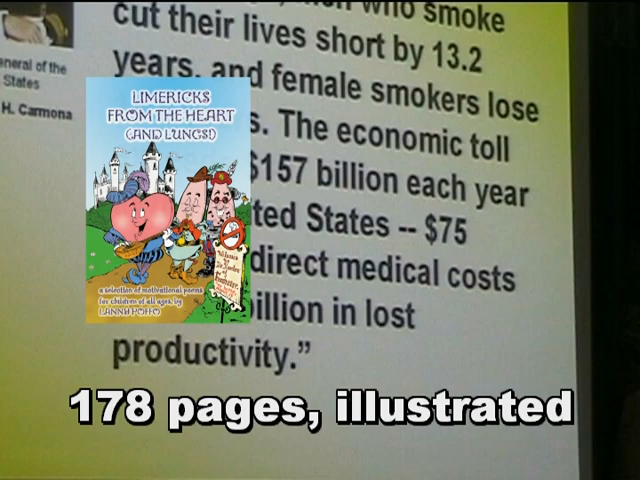 who smoke
cut their lives short by 13.2
years, and female smokers lose
s. The economic toll
$157 billion each year
ted States -- $75
direct medical costs
illion in lost
productivity.”
eneral of the
States
H. Carmona
LIMERICKS
FROM THE HEART
(AND LUNGS!)
a selection of motivational poems
for children of all ages, by
LANNY POFFO
178 pages, illustrated